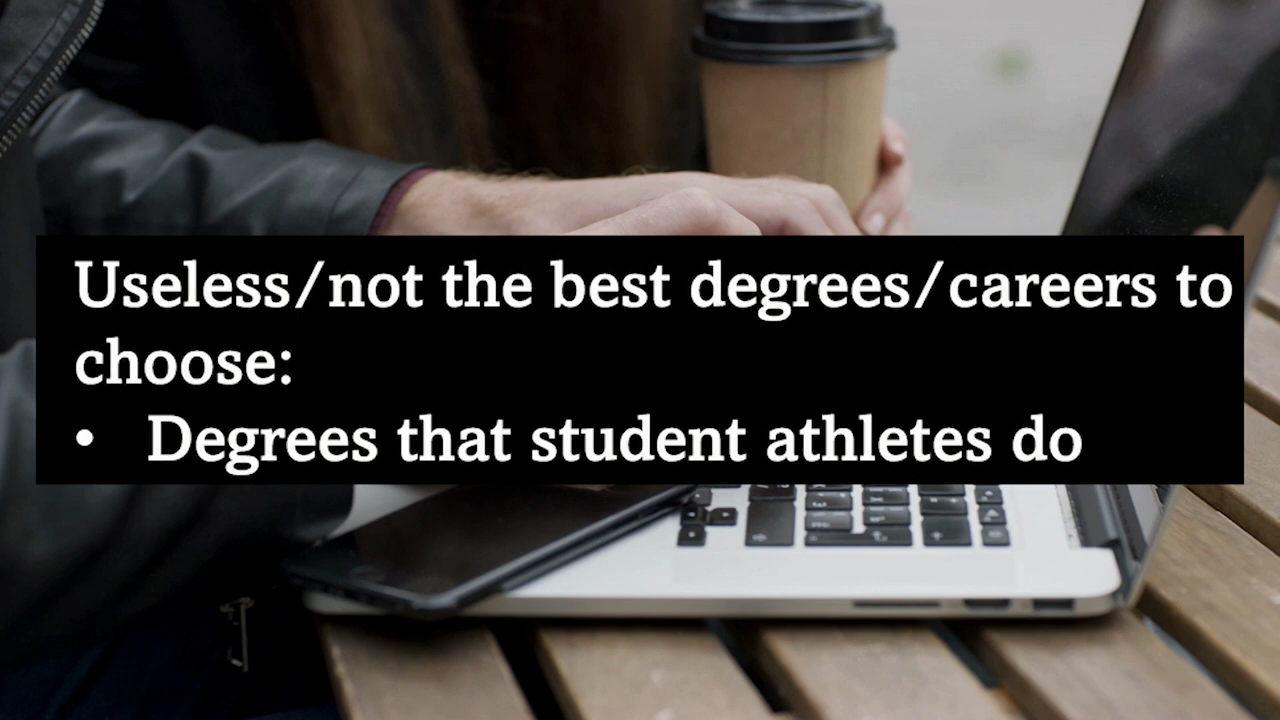 Useless/not the best degrees/careers to
choose:
• Degrees that student athletes do